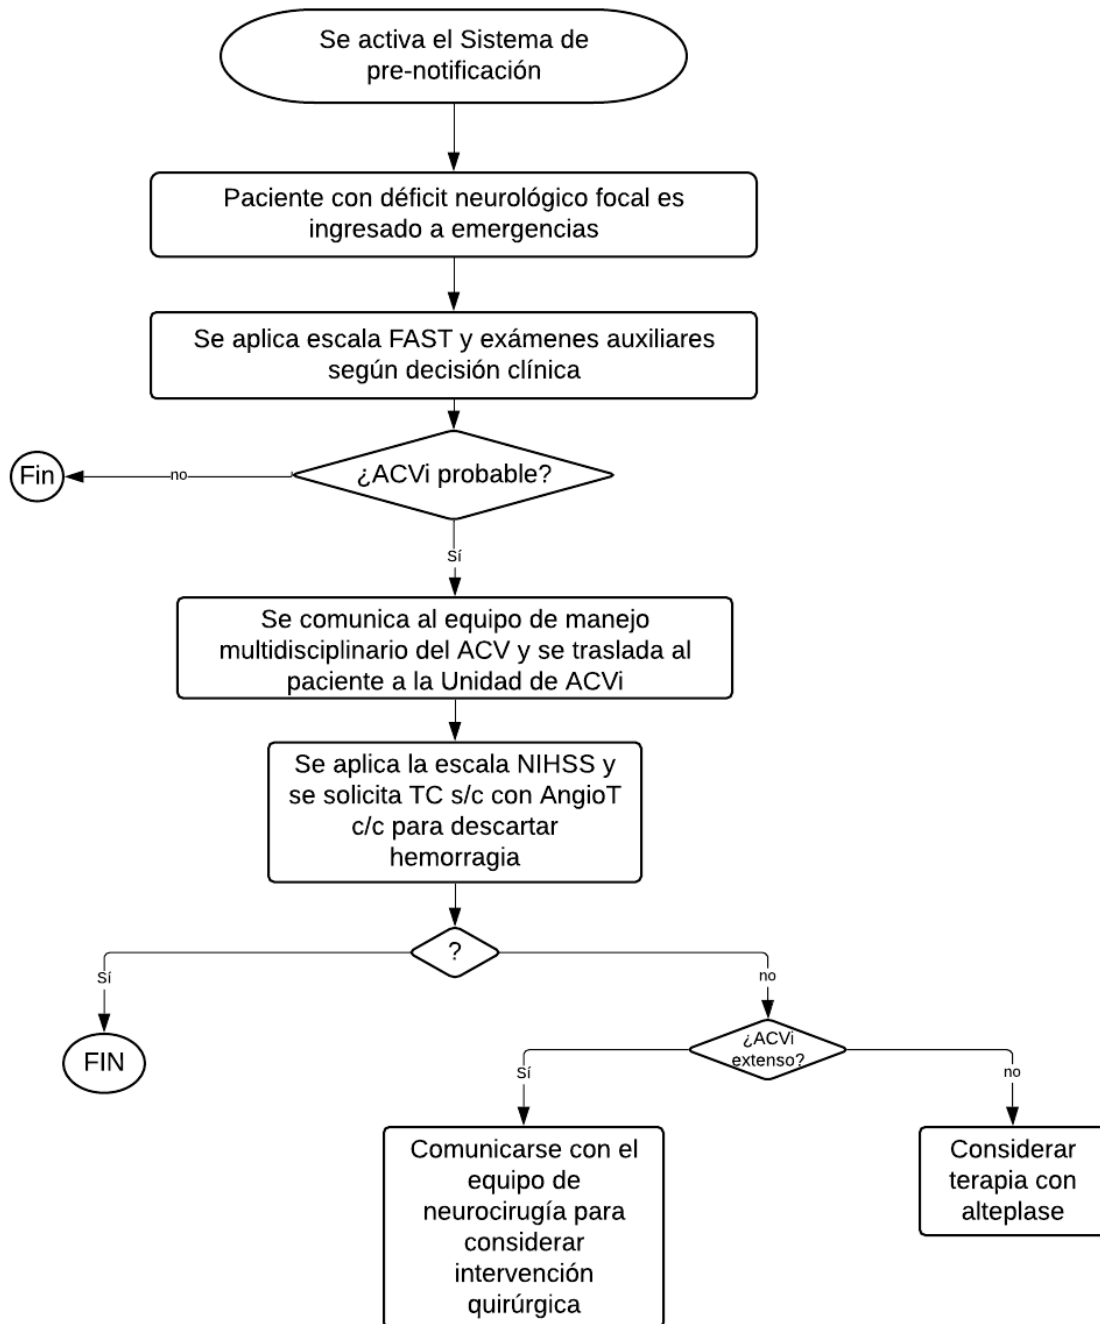 Se activa el Sistema de
pre-notificación
Paciente con déficit neurológico focal es
ingresado a emergencias
Se aplica escala FAST y exámenes auxiliares
según decisión clínica
Fin
no
¿ACVi probable?
Sí
Se comunica al equipo de manejo
multidisciplinario del ACV y se traslada al
paciente a la Unidad de ACVi
Se aplica la escala NIHSS y
se solicita TC s/c con AngioT
c/c para descartar
hemorragia
?
Sí
no
FIN
¿ACVi
extenso?
Sí
no
Comunicarse con el
equipo de
neurocirugía para
considerar
intervención
quirúrgica
Considerar
terapia con
alteplase